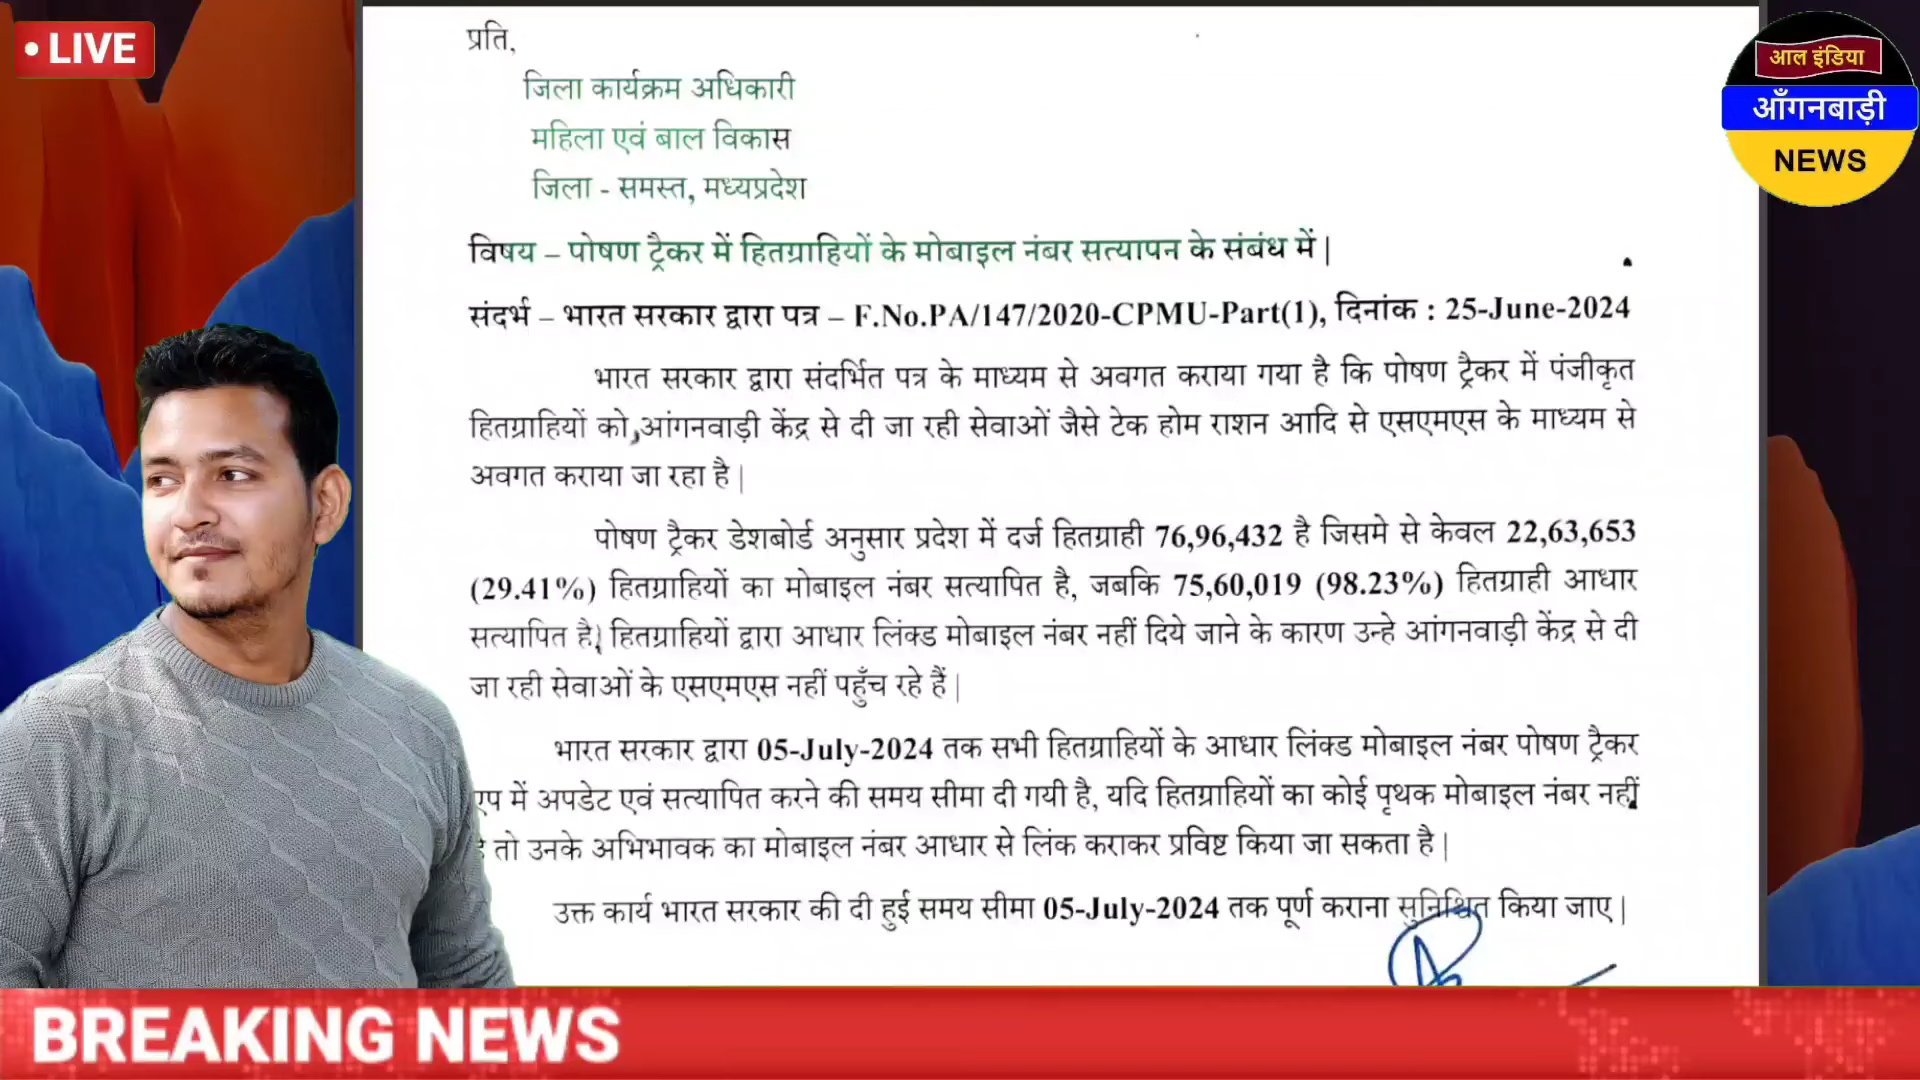 • LIVE
आल इंडिया
आँगनबाड़ी
NEWS
प्रति,
जिला कार्यक्रम अधिकारी
महिला एवं बाल विकास
जिला - समस्त, मध्यप्रदेश
विषय – पोषण ट्रैकर में हितग्राहियों के मोबाइल नंबर सत्यापन के संबंध में |
संदर्भ – भारत सरकार द्वारा पत्र – F.No.PA/147/2020-CPMU-Part(1), दिनांक : 25-June-2024
भारत सरकार द्वारा संदर्भित पत्र के माध्यम से अवगत कराया गया है कि पोषण ट्रैकर में पंजीकृत
हितग्राहियों को आंगनवाड़ी केंद्र से दी जा रही सेवाओं जैसे टेक होम राशन आदि से एसएमएस के माध्यम से
अवगत कराया जा रहा है |
पोषण ट्रैकर डेशबोर्ड अनुसार प्रदेश में दर्ज हितग्राही 76,96,432 है जिसमे से केवल 22,63,653
(29.41%) हितग्राहियों का मोबाइल नंबर सत्यापित है, जबकि 75,60,019 (98.23%) हितग्राही आधार
सत्यापित है| हितग्राहियों द्वारा आधार लिंक्ड मोबाइल नंबर नहीं दिये जाने के कारण उन्हे आंगनवाड़ी केंद्र से दी
जा रही सेवाओं के एसएमएस नहीं पहुँच रहे हैं |
भारत सरकार द्वारा 05-July-2024 तक सभी हितग्राहियों के आधार लिंक्ड मोबाइल नंबर पोषण ट्रैकर
में अपडेट एवं सत्यापित करने की समय सीमा दी गयी है, यदि हितग्राहियों का कोई पृथक मोबाइल नंबर नहीं
तो उनके अभिभावक का मोबाइल नंबर आधार से लिंक कराकर प्रविष्ट किया जा सकता है |
उक्त कार्य भारत सरकार की दी हुई समय सीमा 05-July-2024 तक पूर्ण कराना सुनिश्चित किया जाए |
BREAKING NEWS